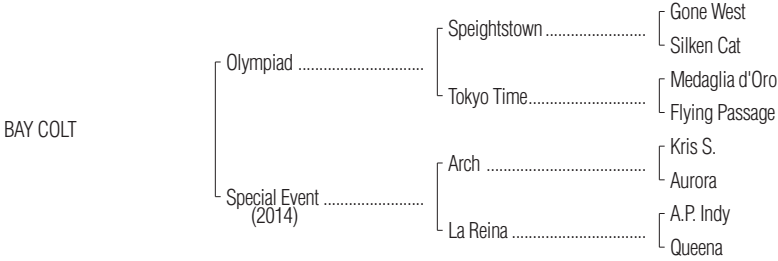 Gone West
Speightstown
Silken Cat
Olympiad
Medaglia d'Oro
Tokyo Time
Flying Passage
BAY COLT
Kris S.
Arch
Aurora
Special Event
(2014)
A.P. Indy
La Reina
Queena